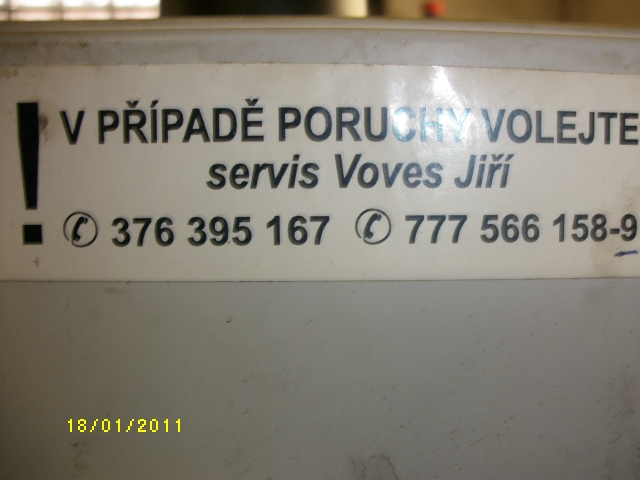 ! V PŘÍPADĚ PORUCHY VOLEJTE
servis Voves Jiří
✆ 376 395 167 ✆ 777 566 158-9
18/01/2011